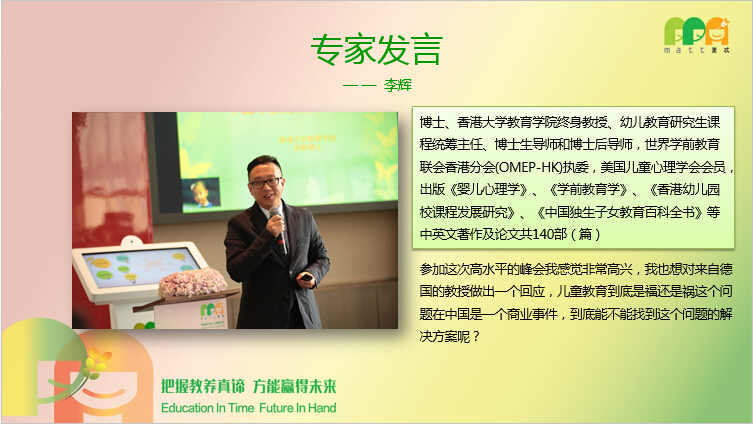 专家发言
matt麦忒
—— 李辉
博士、香港大学教育学院终身教授、幼儿教育研究生课
程统筹主任、博士生导师和博士后导师，世界学前教育
联会香港分会(OMEP-HK)执委，美国儿童心理学会会员，
出版《婴儿心理学》、《学前教育学》、《香港幼儿园
校课程发展研究》、《中国独生子女教育百科全书》等
中英文著作及论文共140部（篇）
参加这次高水平的峰会我感觉非常高兴，我也想对来自德
国的教授做出一个回应，儿童教育到底是福还是祸这个问
题在中国是一个商业事件，到底能不能找到这个问题的解
决方案呢？
把握教养真谛 方能赢得未来
Education In Time Future In Hand